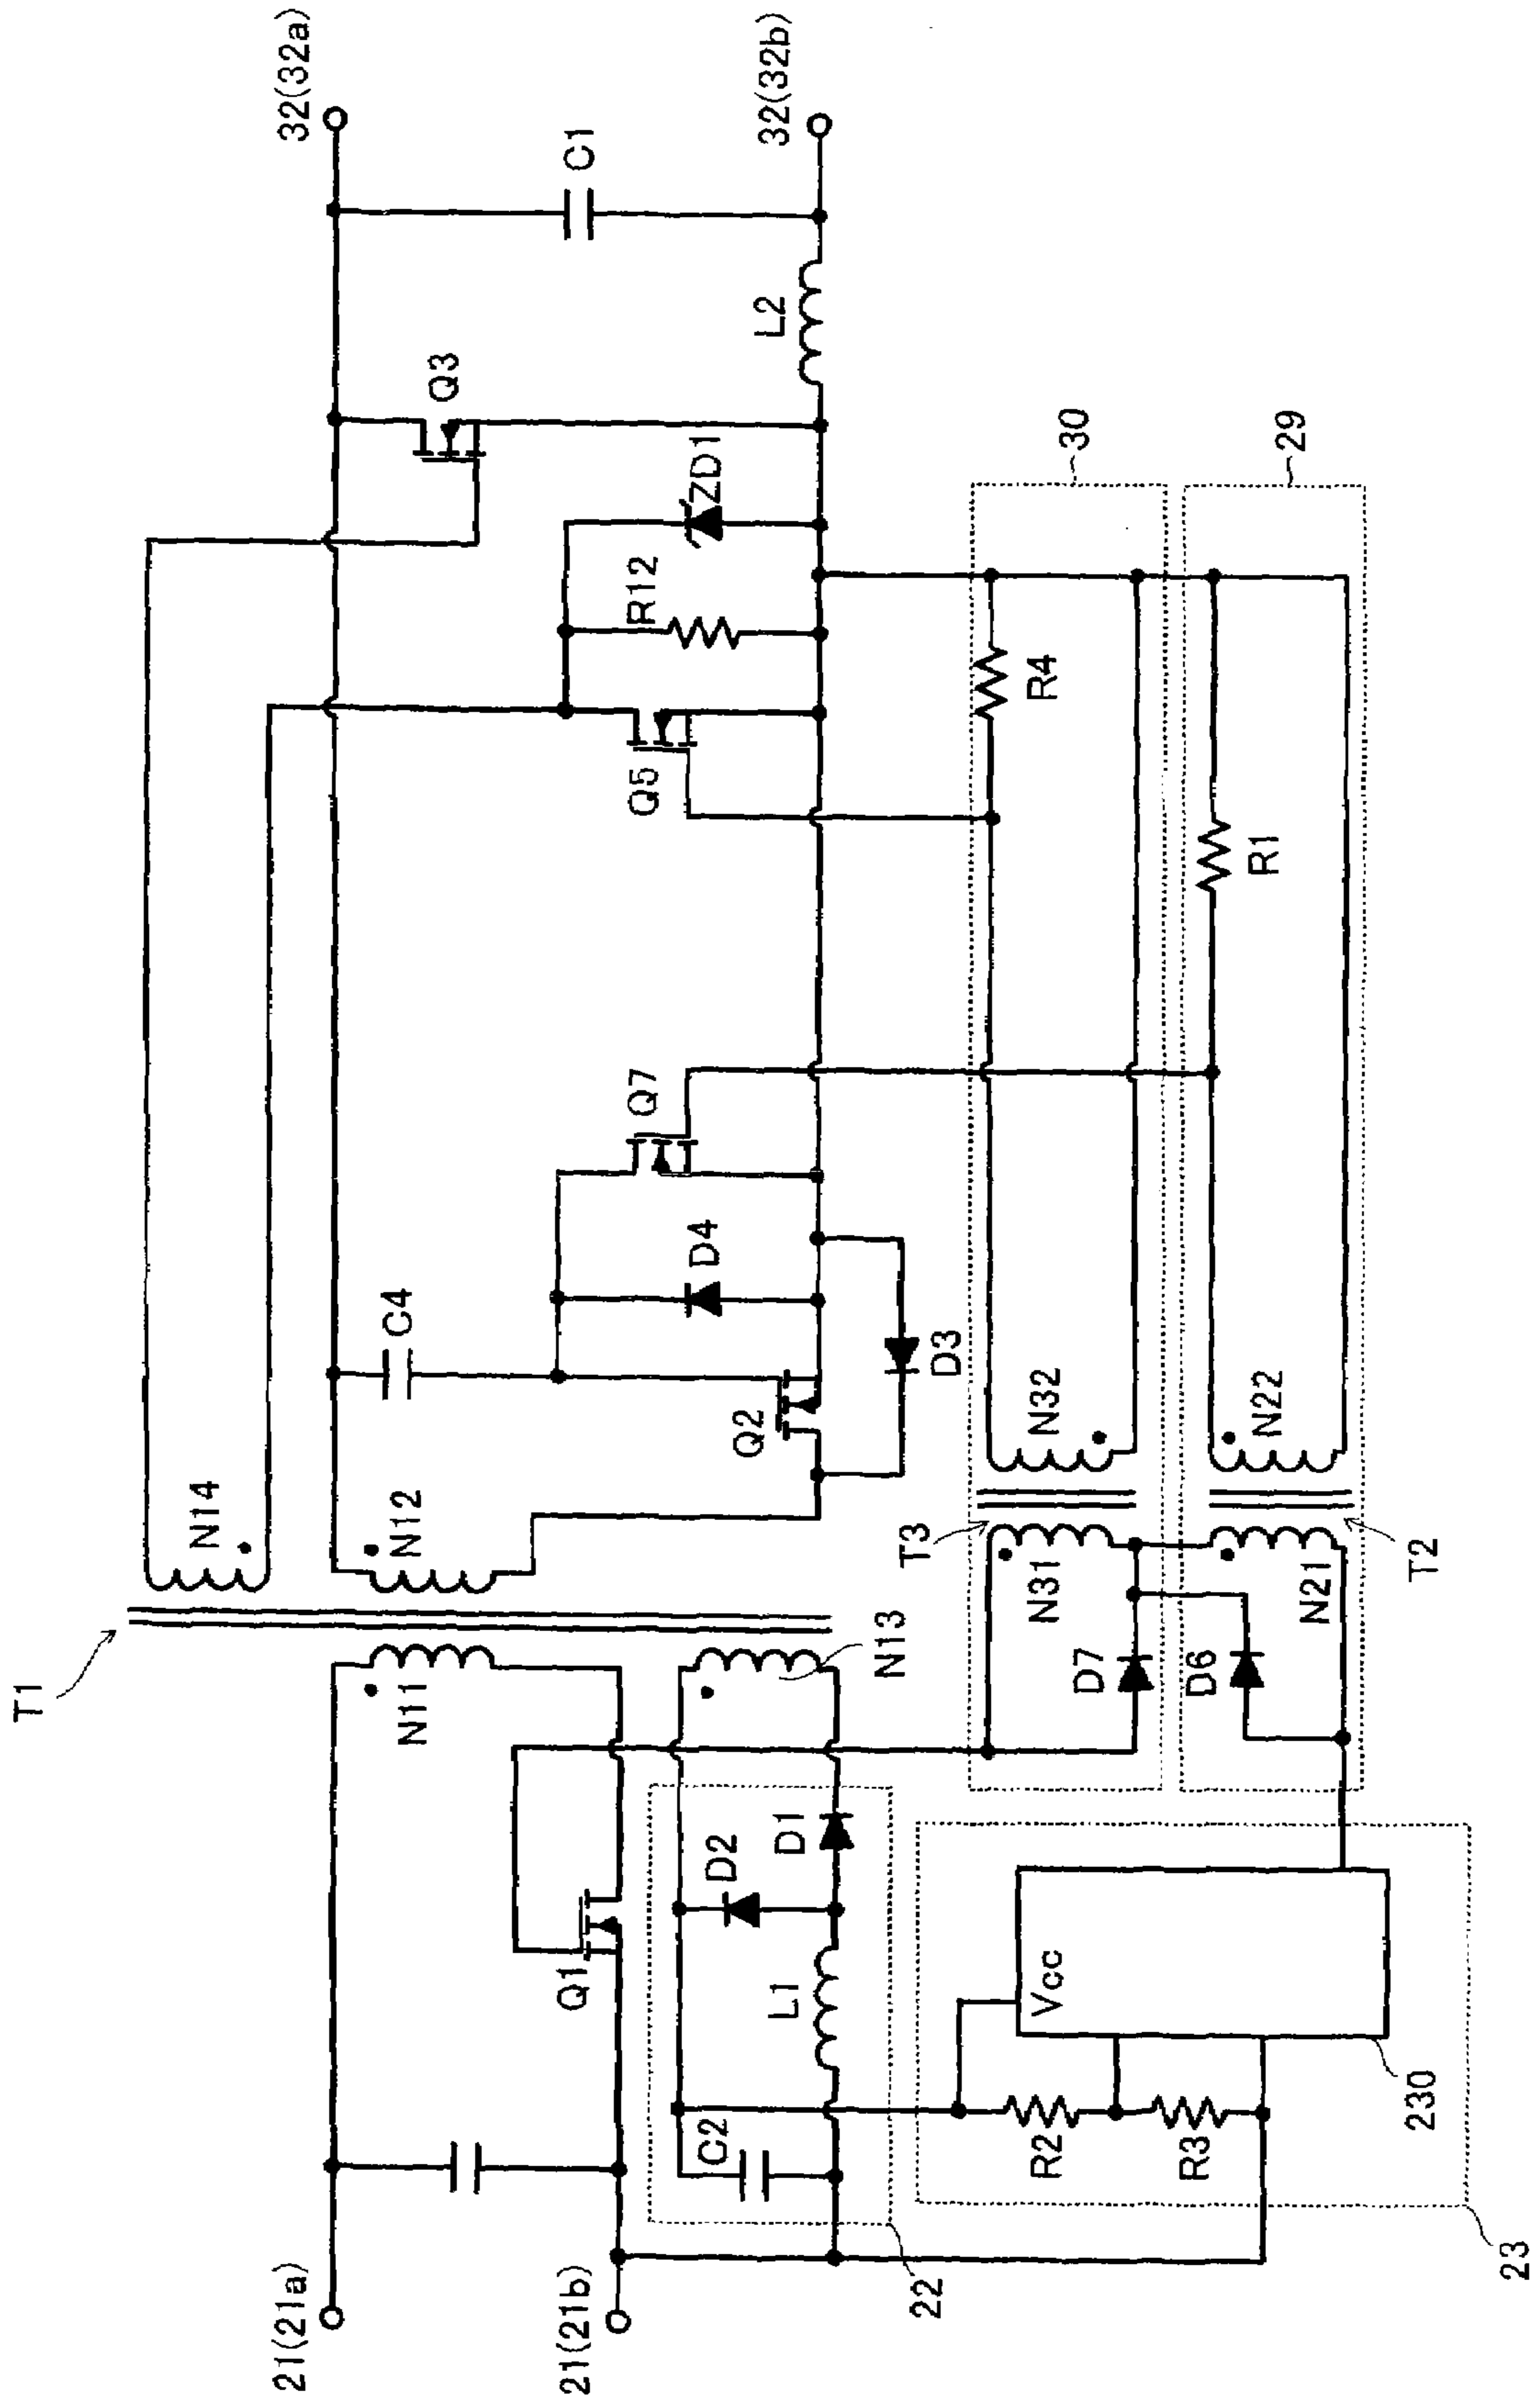 T1
21(21a)
21(21b)
N11
N14
N12
N13
Q1
C2
D2
D1
L1
22
Vcc
R2
R3
230
23
C4
Q2
D4
D3
Q7
Q5
R12
ZD1
Q3
C1
L2
32(32a)
32(32b)
T3
N31
N32
D7
R4
30
D6
N21
N22
T2
R1
29